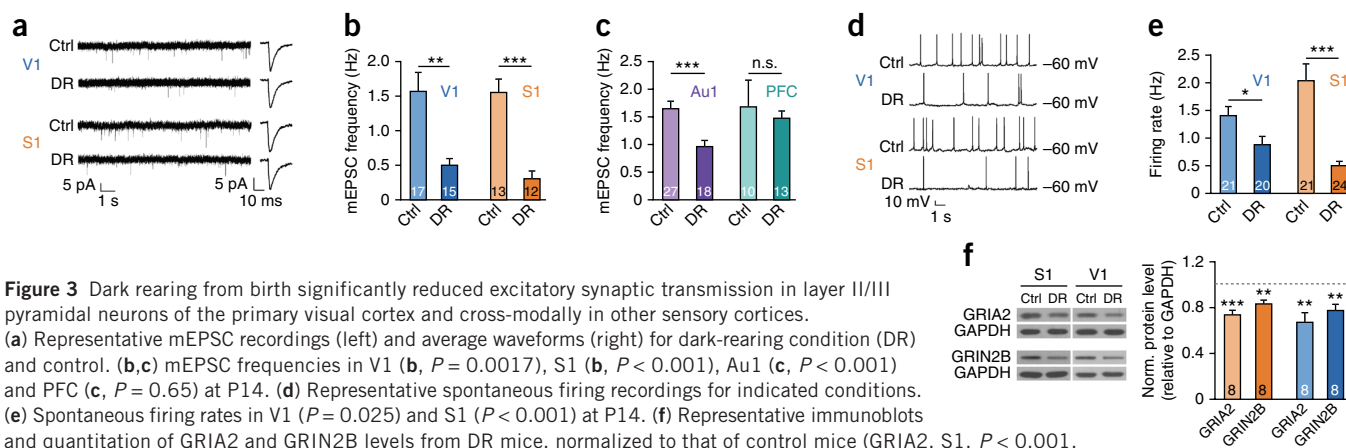 a
Ctrl
V1
DR
Ctrl
S1
DR
5 pA
1 s
5 pA
10 ms
b
mEPSC frequency (Hz)
2.0
1.5
1.0
0.5
0
**
***
V1
S1
17
15
13
12
Ctrl
DR
Ctrl
DR
c
mEPSC frequency (Hz)
2.5
2.0
1.5
1.0
0.5
0
***
n.s.
Au1
PFC
27
18
10
13
Ctrl
DR
Ctrl
DR
d
Ctrl
–60 mV
V1
DR
–60 mV
Ctrl
–60 mV
S1
DR
–60 mV
10 mV
1 s
e
Firing rate (Hz)
2.5
2.0
1.5
1.0
0.5
0
*
***
V1
S1
21
20
21
24
Ctrl
DR
Ctrl
DR
f
S1
V1
Ctrl DR
Ctrl DR
GRIA2
GAPDH
GRIN2B
GAPDH
Norm. protein level
(relative to GAPDH)
1.2
0.8
0.4
0
***
**
**
**
8
8
8
8
GRIA2
GRIN2B
GRIA2
GRIN2B
Figure 3 Dark rearing from birth significantly reduced excitatory synaptic transmission in layer II/III
pyramidal neurons of the primary visual cortex and cross-modally in other sensory cortices.
(a) Representative mEPSC recordings (left) and average waveforms (right) for dark-rearing condition (DR)
and control. (b,c) mEPSC frequencies in V1 (b, P = 0.0017), S1 (b, P < 0.001), Au1 (c, P < 0.001)
and PFC (c, P = 0.65) at P14. (d) Representative spontaneous firing recordings for indicated conditions.
(e) Spontaneous firing rates in V1 (P = 0.025) and S1 (P < 0.001) at P14. (f) Representative immunoblots
and quantitation of GRIA2 and GRIN2B levels from DR mice, normalized to that of control mice (GRIA2, S1, P < 0.001,